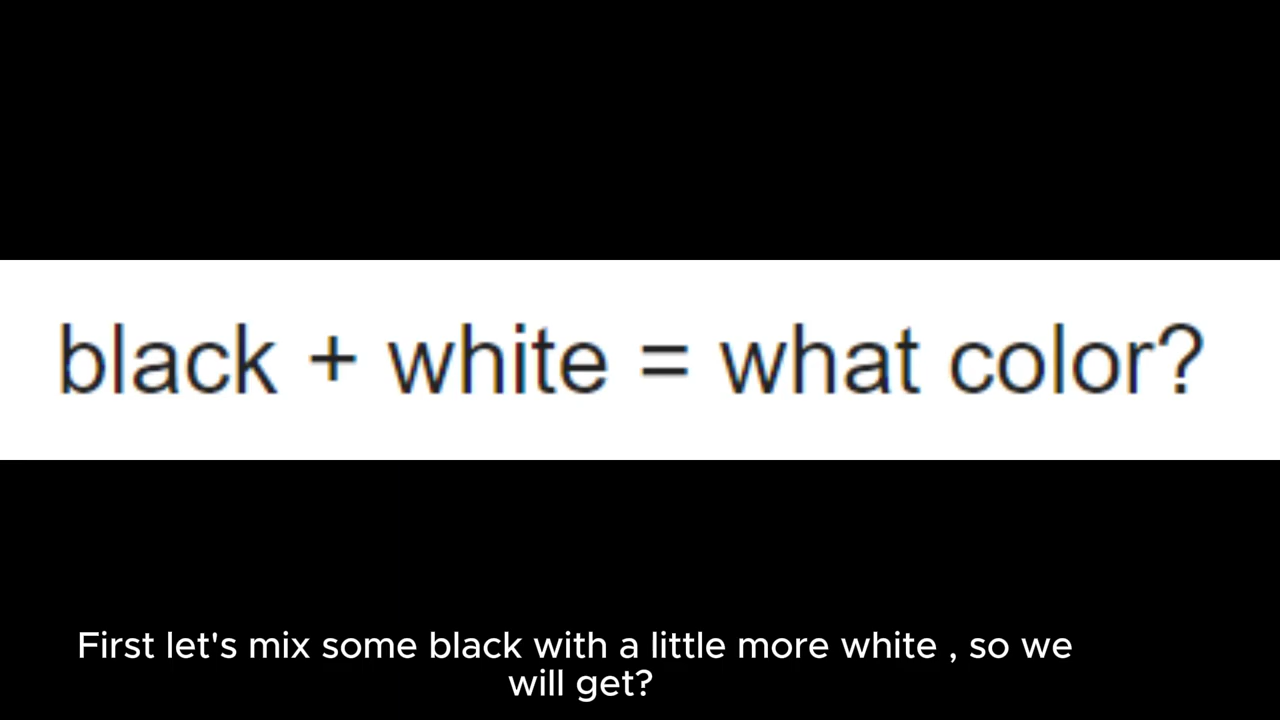 black + white = what color?
First let's mix some black with a little more white , so we
will get?